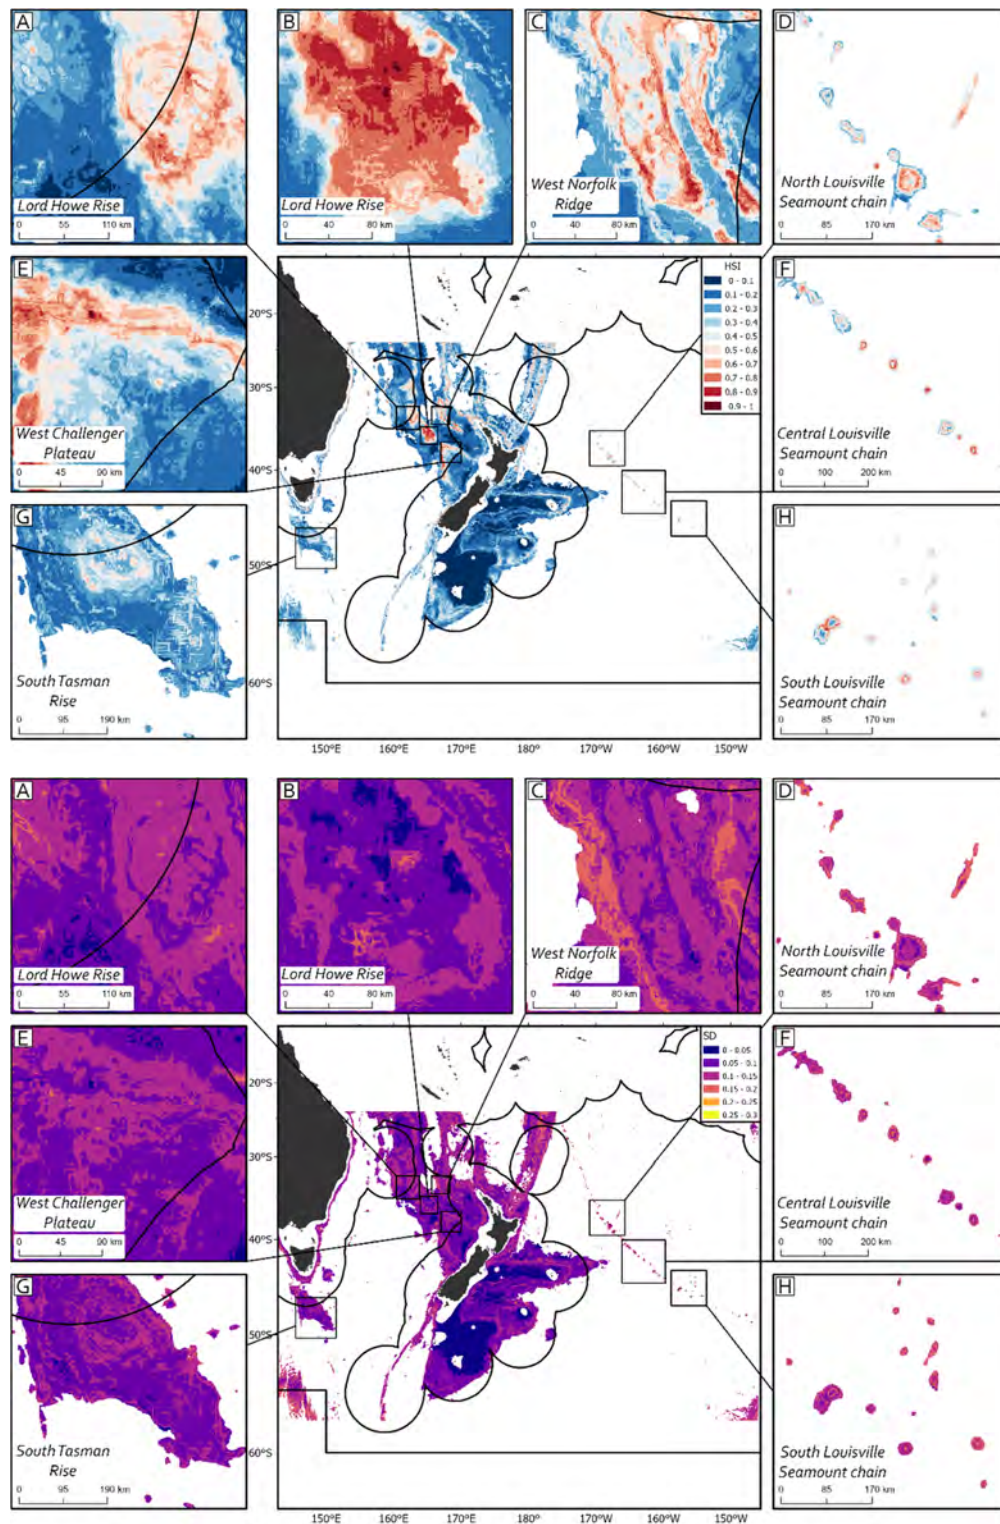 A
Lord Howe Rise
0 55 110 km
B
Lord Howe Rise
0 40 80 km
C
West Norfolk
Ridge
0 40 80 km
D
North Louisville
Seamount chain
0 85 170 km
E
West Challenger
Plateau
0 45 90 km
HSI
0 - 0.1
0.1 - 0.2
0.2 - 0.3
0.3 - 0.4
0.4 - 0.5
0.5 - 0.6
0.6 - 0.7
0.7 - 0.8
0.8 - 0.9
0.9 - 1
20°S
30°S
40°S
50°S
60°S
150°E 160°E 170°E 180° 170°W 160°W 150°W
F
Central Louisville
Seamount chain
0 100 200 km
G
South Tasman
Rise
0 95 190 km
H
South Louisville
Seamount chain
0 85 170 km
A
Lord Howe Rise
0 55 110 km
B
Lord Howe Rise
0 40 80 km
C
West Norfolk
Ridge
0 40 80 km
D
North Louisville
Seamount chain
0 85 170 km
E
West Challenger
Plateau
0 45 90 km
SD
0 - 0.05
0.05 - 0.1
0.1 - 0.15
0.15 - 0.2
0.2 - 0.25
0.25 - 0.3
20°S
30°S
40°S
50°S
60°S
150°E 160°E 170°E 180° 170°W 160°W 150°W
F
Central Louisville
Seamount chain
0 100 200 km
G
South Tasman
Rise
0 95 190 km
H
South Louisville
Seamount chain
0 85 170 km